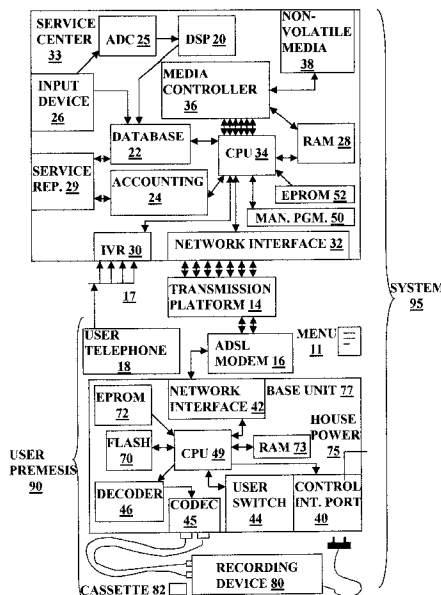 SERVICE
CENTER
33
ADC 25
DSP 20
NON-
VOLATILE
MEDIA
38
INPUT
DEVICE
26
MEDIA
CONTROLLER
36
DATABASE
22
CPU 34
RAM 28
SERVICE
REP. 29
ACCOUNTING
24
EPROM 52
MAN. PGM. 50
IVR 30
NETWORK INTERFACE 32
17
TRANSMISSION
PLATFORM 14
SYSTEM
95
USER
TELEPHONE
18
ADSL
MODEM 16
MENU
11
EPROM
72
NETWORK
INTERFACE 42
BASE UNIT 77
HOUSE
POWER
75
USER
PREMESIS
90
FLASH
70
CPU 49
RAM 73
DECODER
46
CODEC
45
USER
SWITCH
44
CONTROL
INT. PORT
40
CASSETTE 82
RECORDING
DEVICE 80